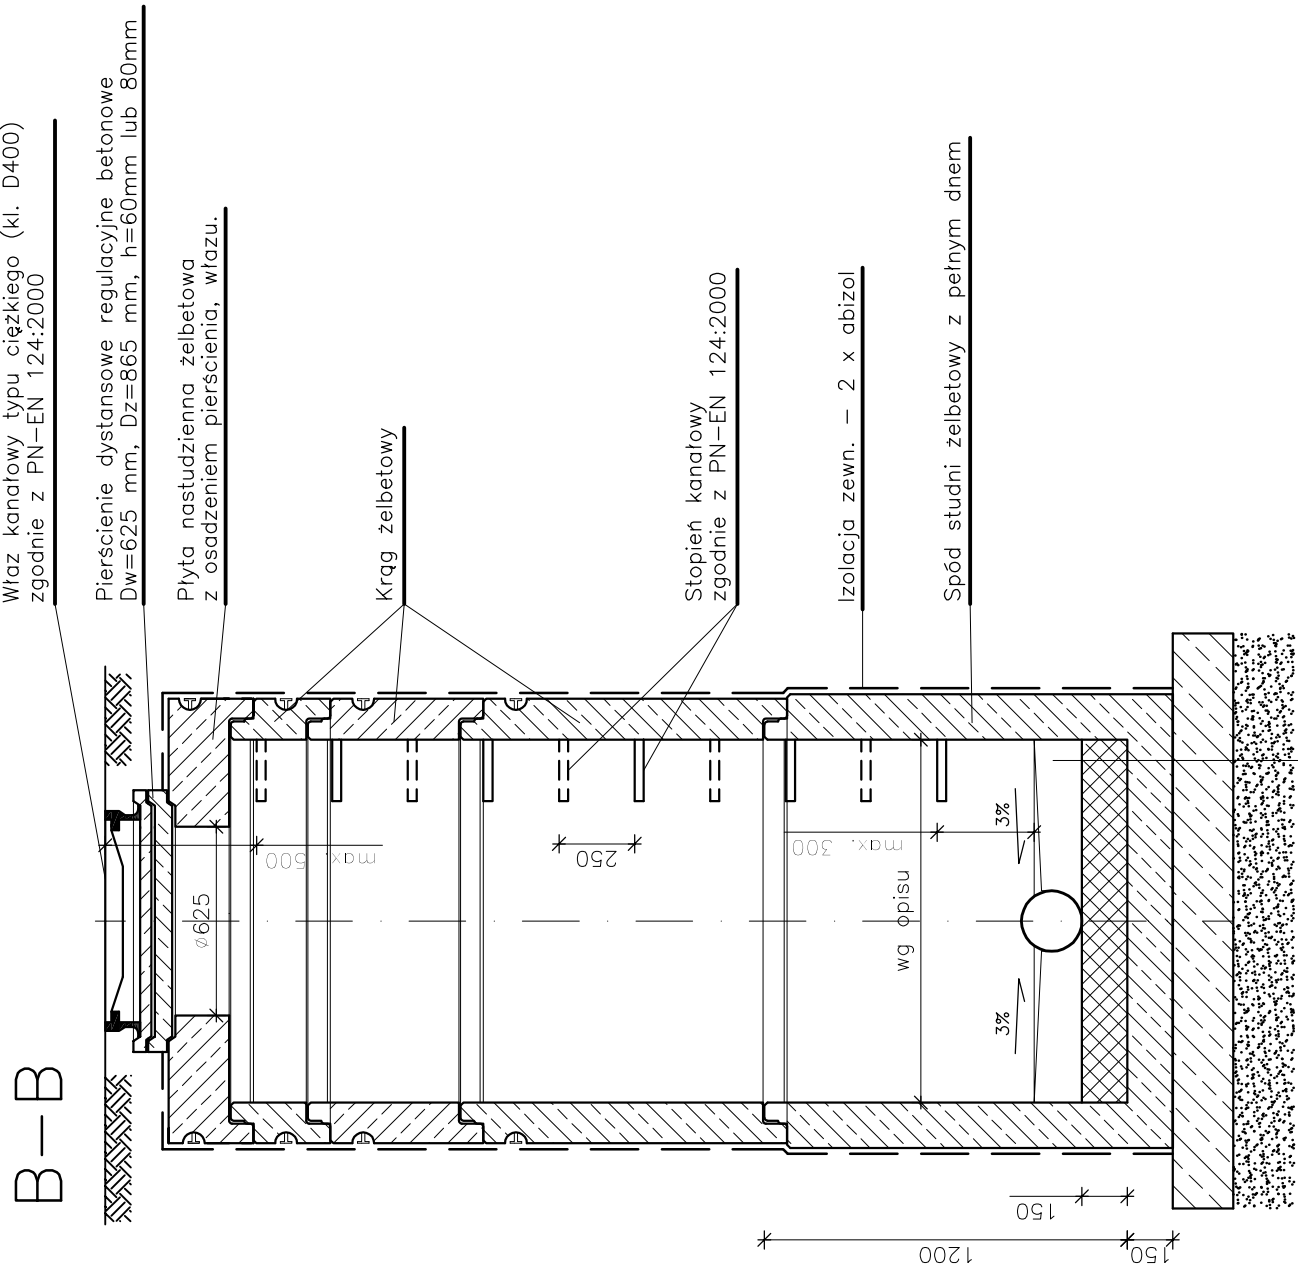 B–B
Właz kanałowy typu ciężkiego (kl. D400)
zgodnie z PN–EN 124:2000
Pierścienie dystansowe regulacyjne betonowe
Dw=625 mm, Dz=865 mm, h=60mm lub 80mm
Płyta nastudzienna żelbetowa
z osadzeniem pierścienia, włazu.
Krąg żelbetowy
Stopień kanałowy
zgodnie z PN–EN 124:2000
Izolacja zewn. – 2 x abizol
Spód studni żelbetowy z pełnym dnem
ø625
max. 500
250
max. 300
wg opisu
3%
3%
150
1200
150